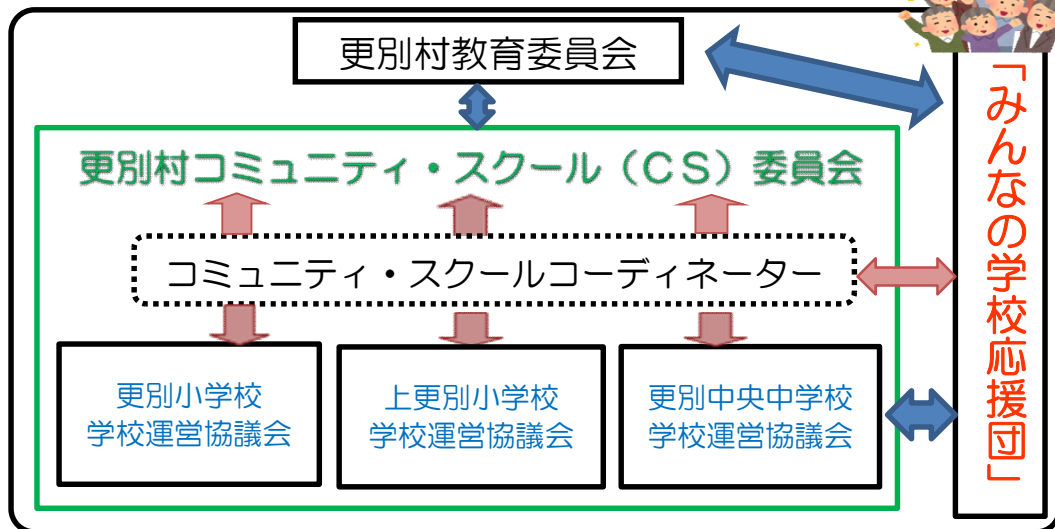 更別村教育委員会
更別村コミュニティ・スクール（ＣＳ）委員会
コミュニティ・スクールコーディネーター
更別小学校
学校運営協議会
上更別小学校
学校運営協議会
更別中央中学校
学校運営協議会
「みんなの学校応援団」